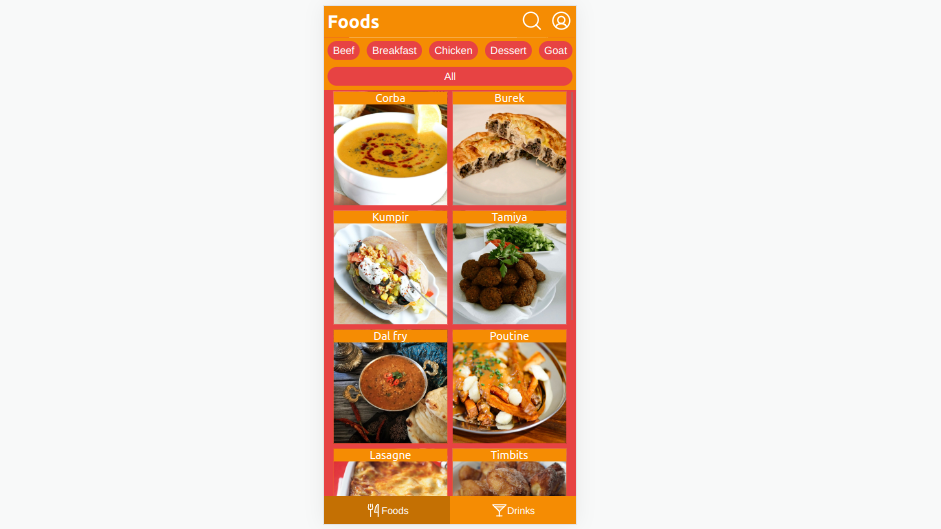 Foods
Beef Breakfast Chicken Dessert Goat
All
Corba Burek
Kumpir Tamiya
Dal fry Poutine
Lasagne Timbits
Foods Drinks